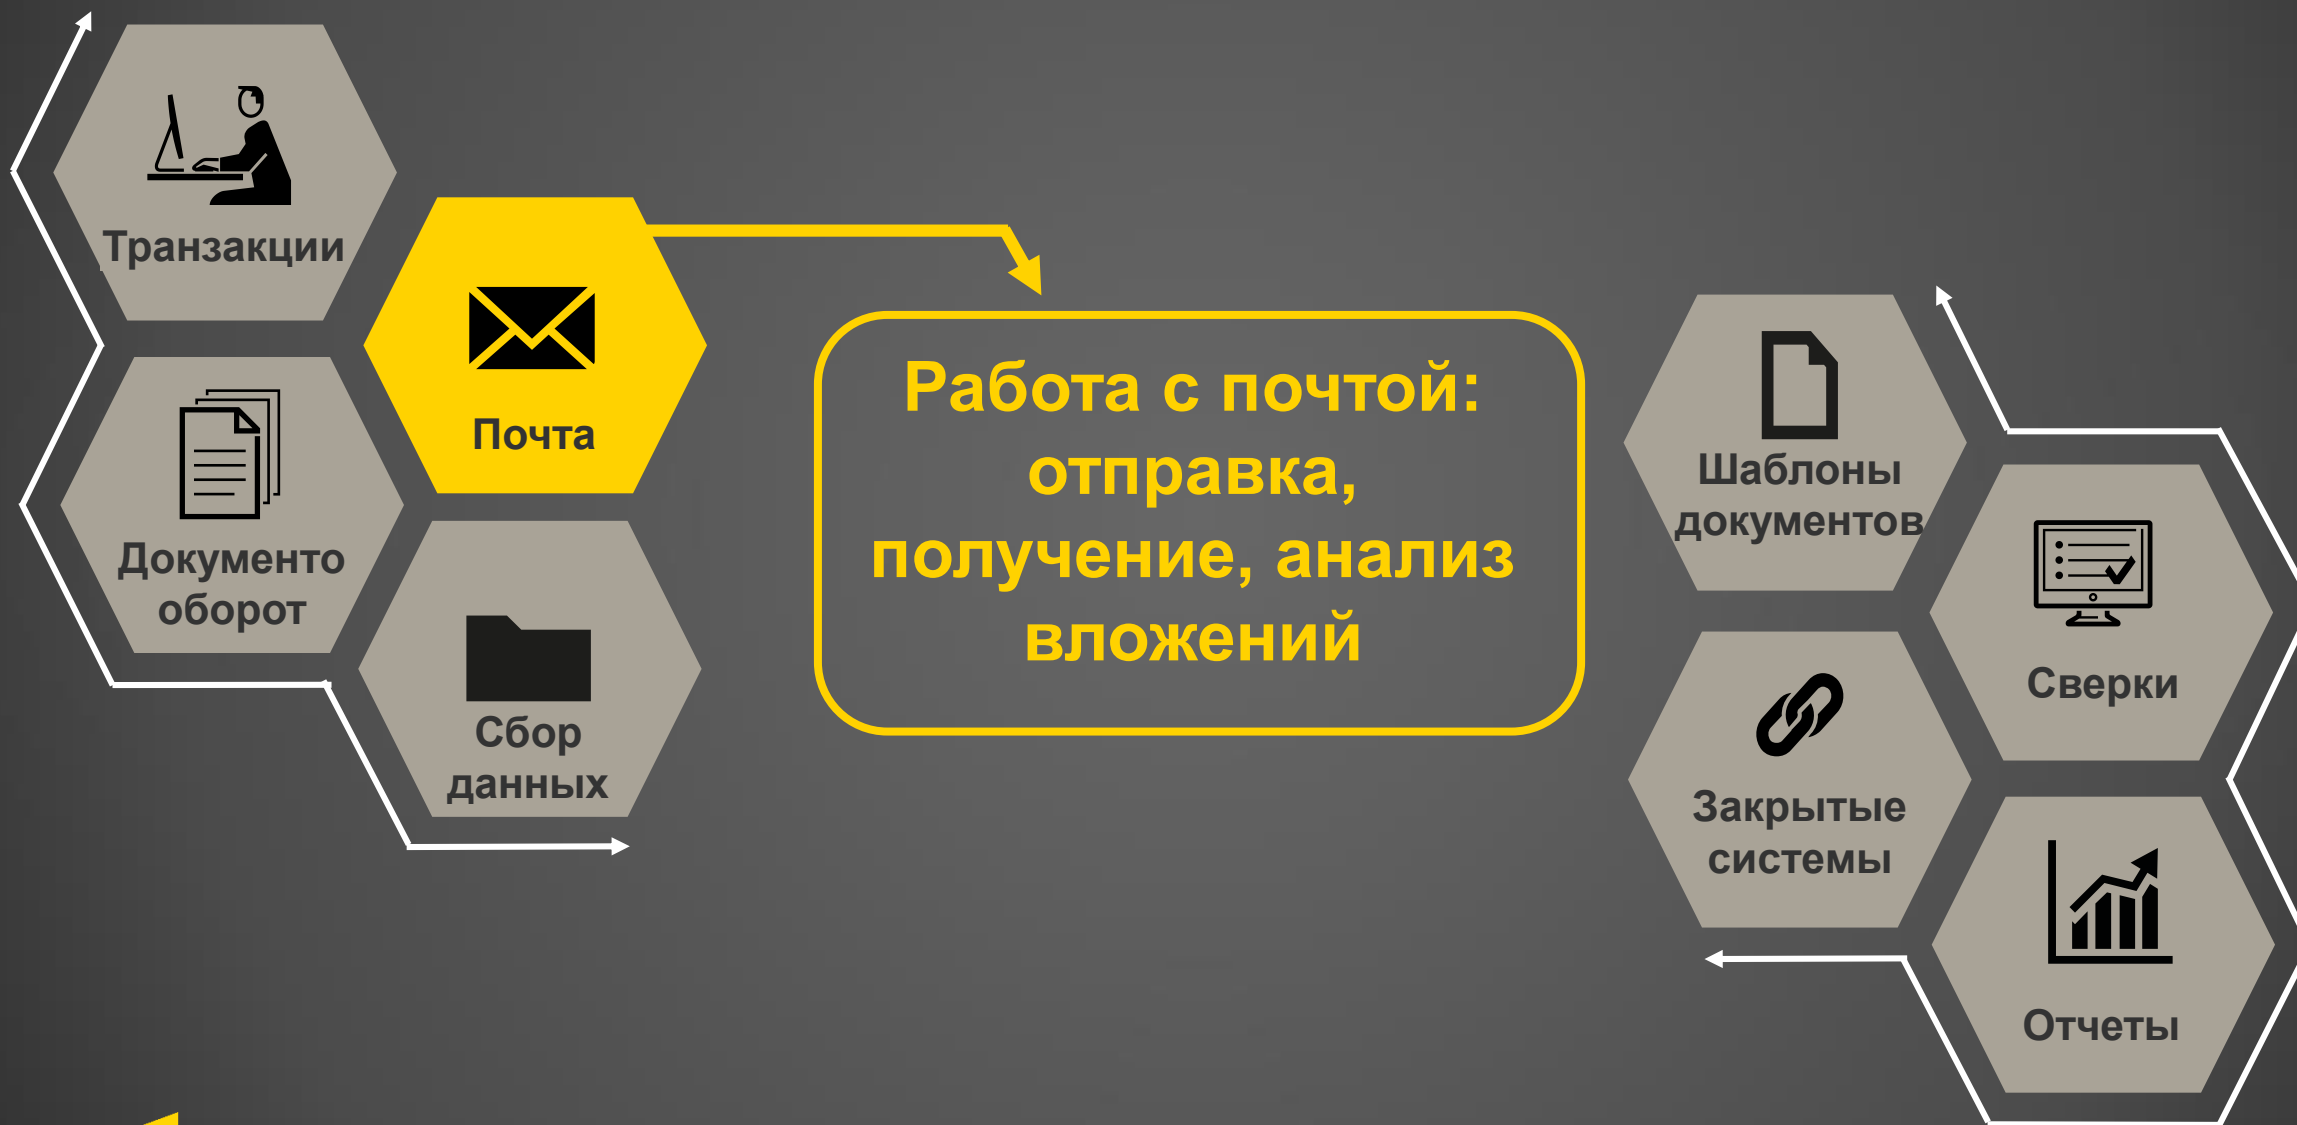 Транзакции
Почта
Документо
оборот
Сбор
данных
Работа с почтой:
отправка,
получение, анализ
вложений
Шаблоны
документов
Сверки
Закрытые
системы
Отчеты